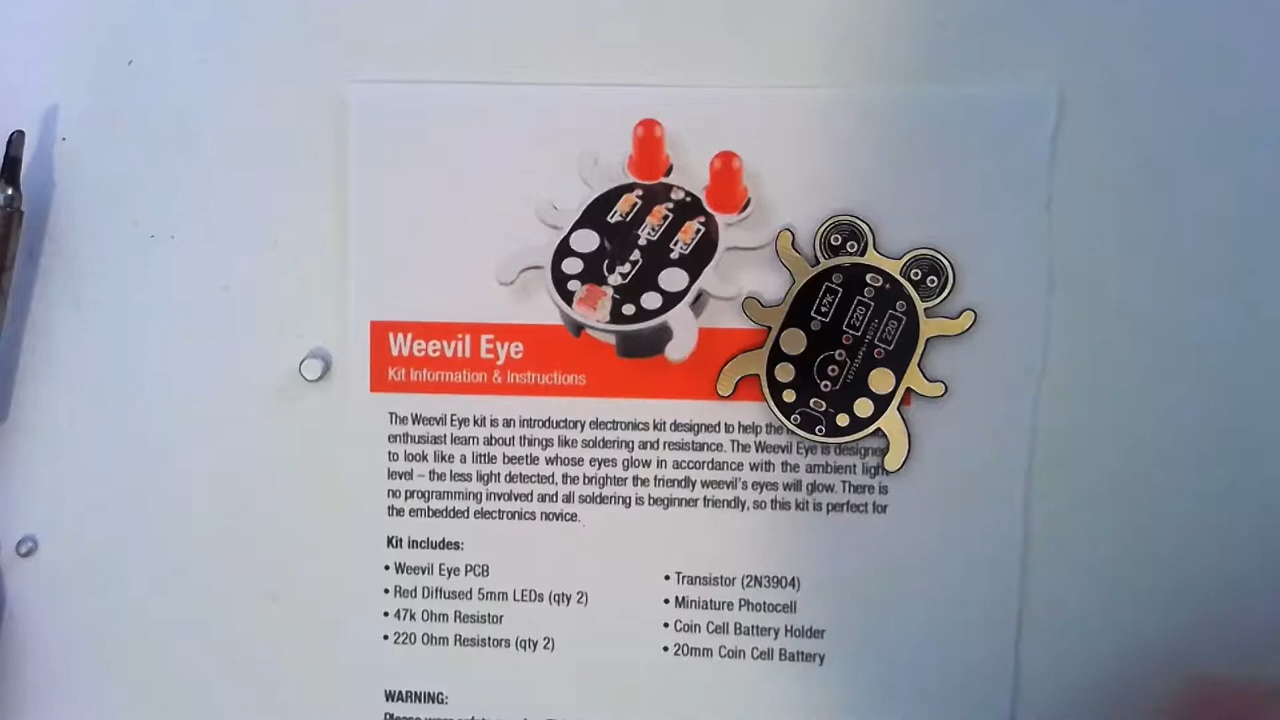 47K
220
220
Weevil Eye
Kit Information & Instructions
The Weevil Eye kit is an introductory electronics kit designed to help the
enthusiast learn about things like soldering and resistance. The Weevil Eye is designed
to look like a little beetle whose eyes glow in accordance with the ambient light
level – the less light detected, the brighter the friendly weevil's eyes will glow. There is
no programming involved and all soldering is beginner friendly, so this kit is perfect for
the embedded electronics novice.
Kit includes:
• Weevil Eye PCB
• Red Diffused 5mm LEDs (qty 2)
• 47k Ohm Resistor
• 220 Ohm Resistors (qty 2)
• Transistor (2N3904)
• Miniature Photocell
• Coin Cell Battery Holder
• 20mm Coin Cell Battery
WARNING: